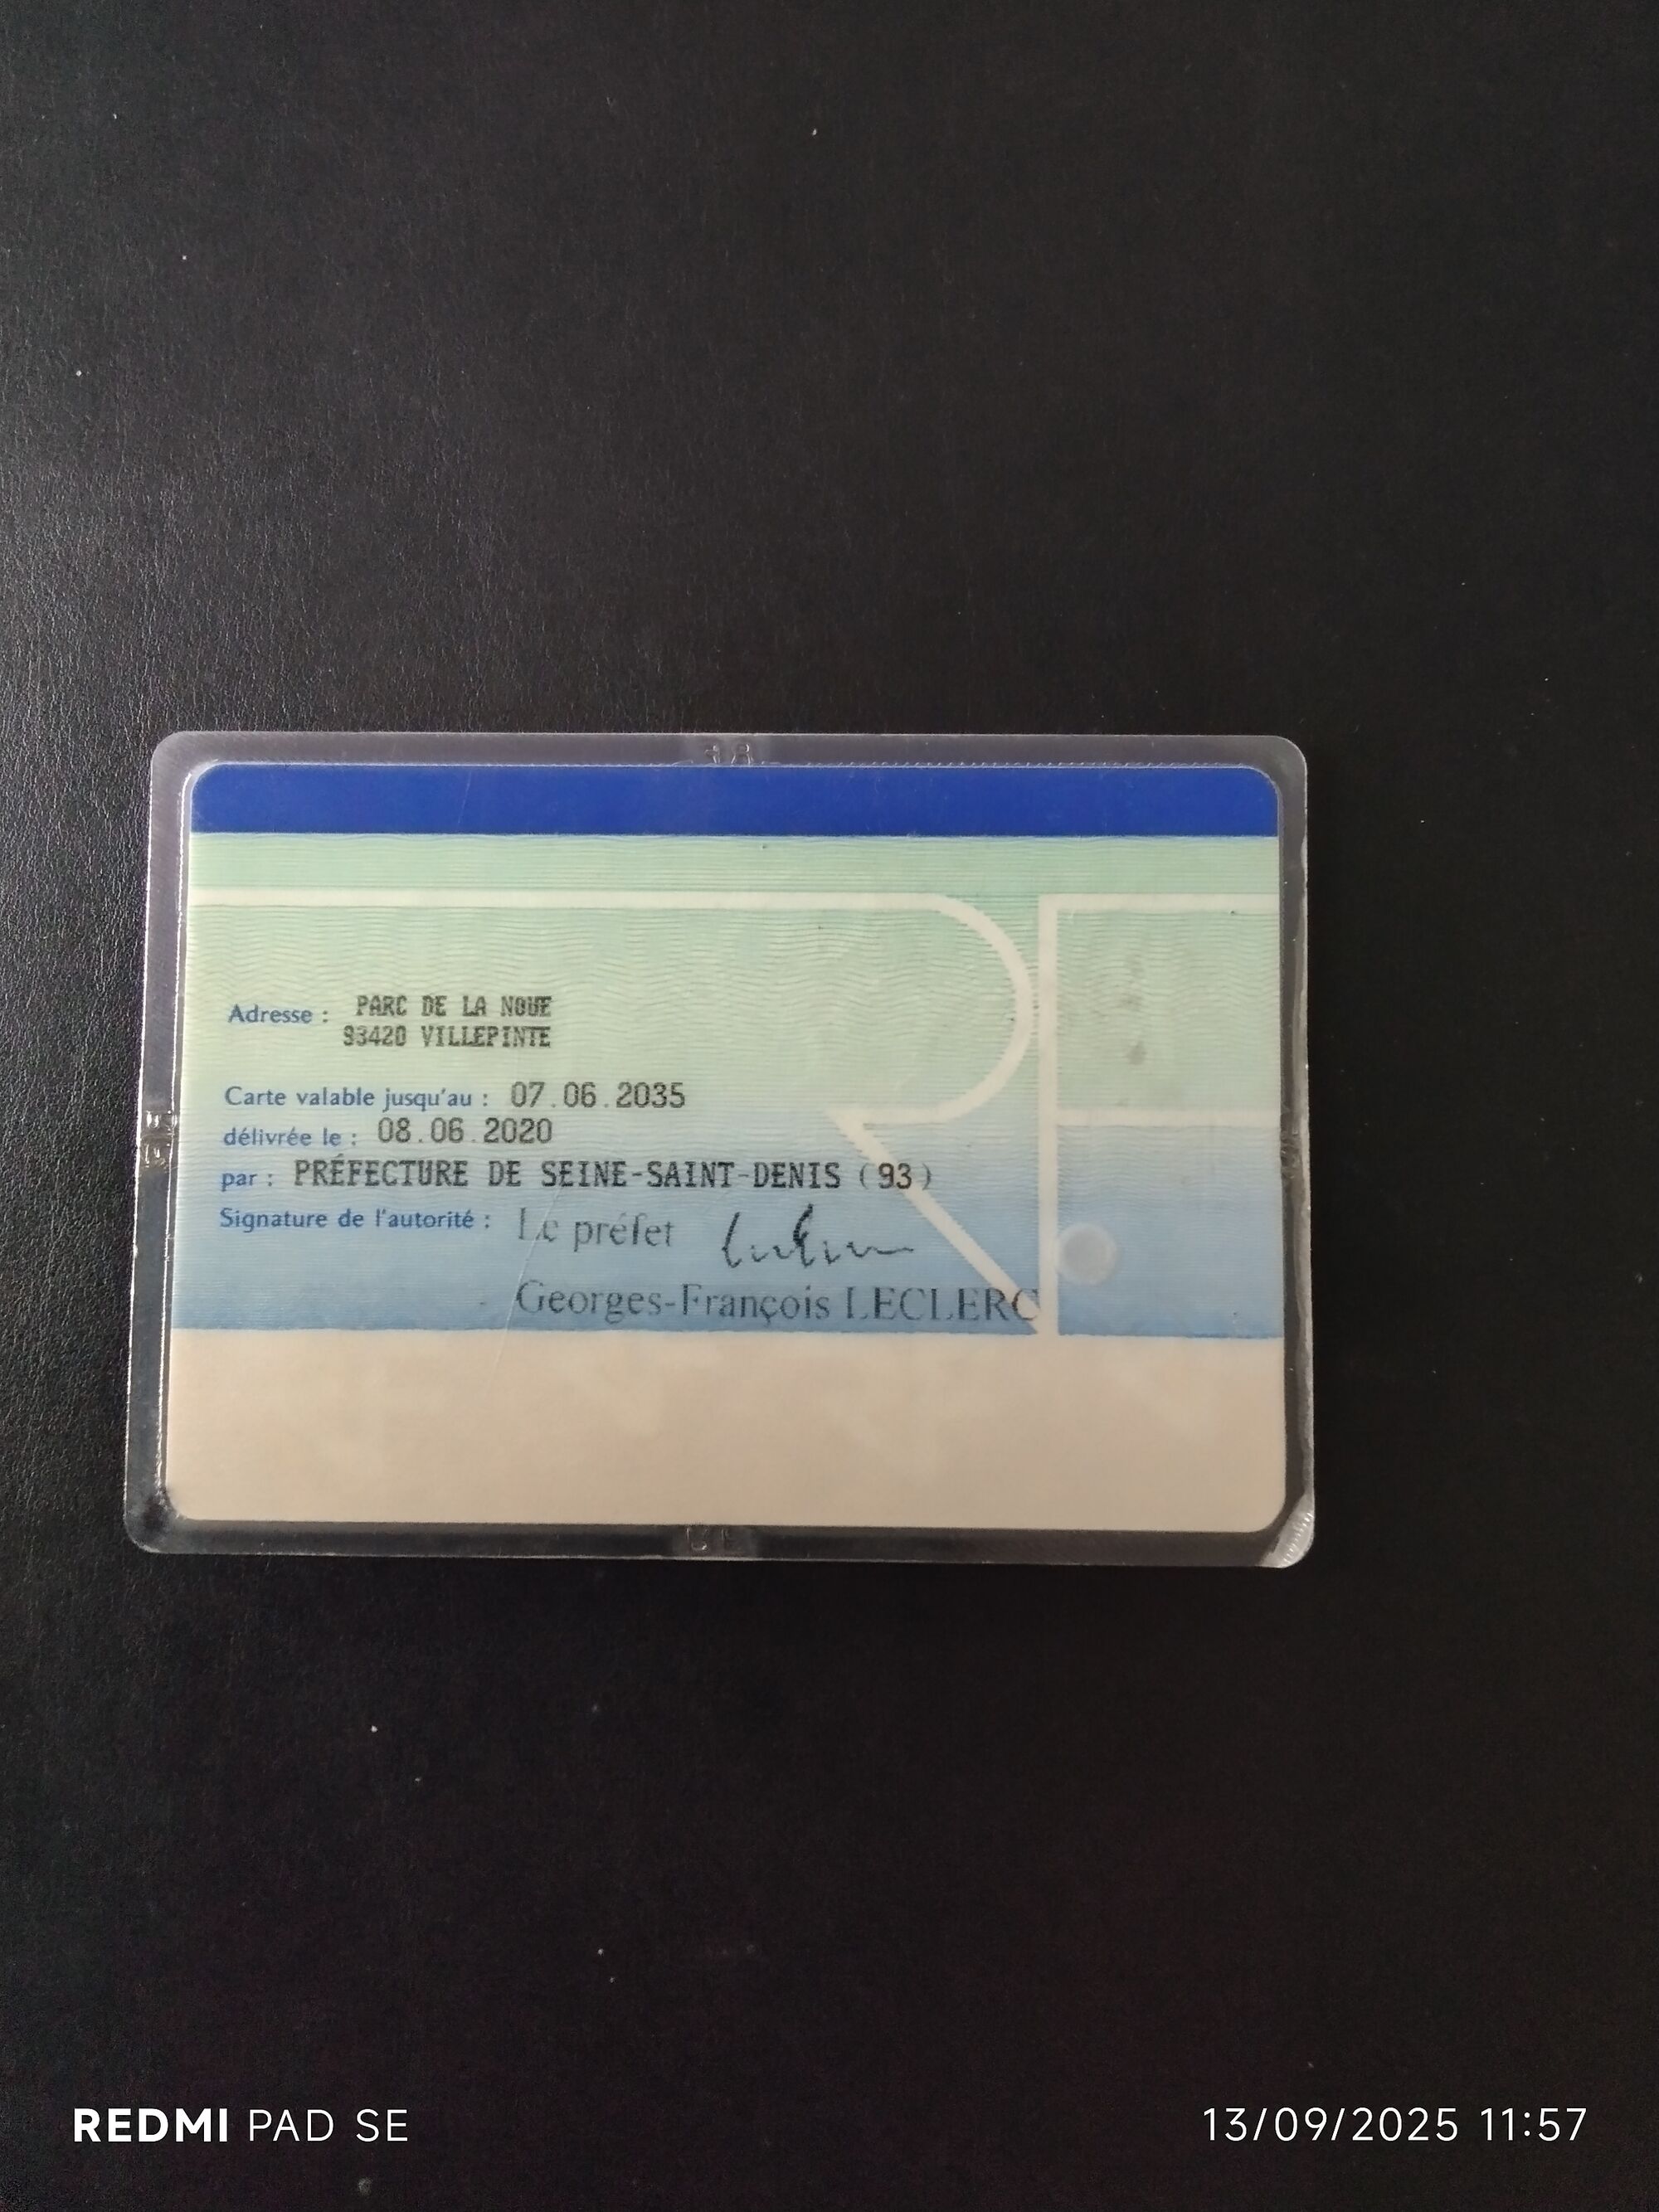 Adresse : PARC DE LA NOUE
93420 VILLEPINTE
Carte valable jusqu'au : 07.06.2035
délivrée le : 08.06.2020
par : PRÉFECTURE DE SEINE-SAINT-DENIS (93)
Signature de l'autorité : Le préfet
Georges-François LECLERC
RF
REDMI PAD SE
13/09/2025 11:57